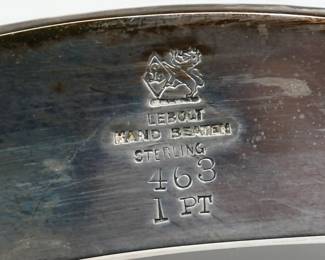 LEBOLT
HAND BEATEN
STERLING
463
1 PT